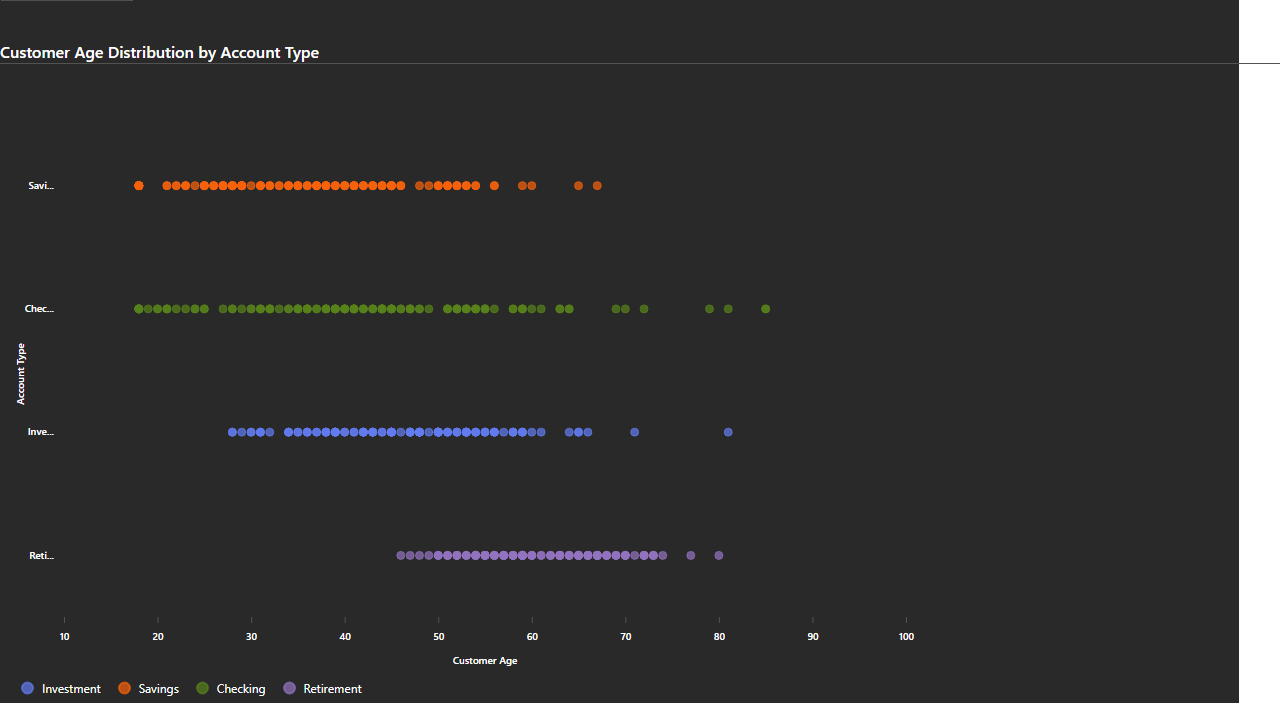 Customer Age Distribution by Account Type
Savi...
Chec...
Account Type
Inve...
Reti...
10 20 30 40 50 60 70 80 90 100
Customer Age
Investment Savings Checking Retirement